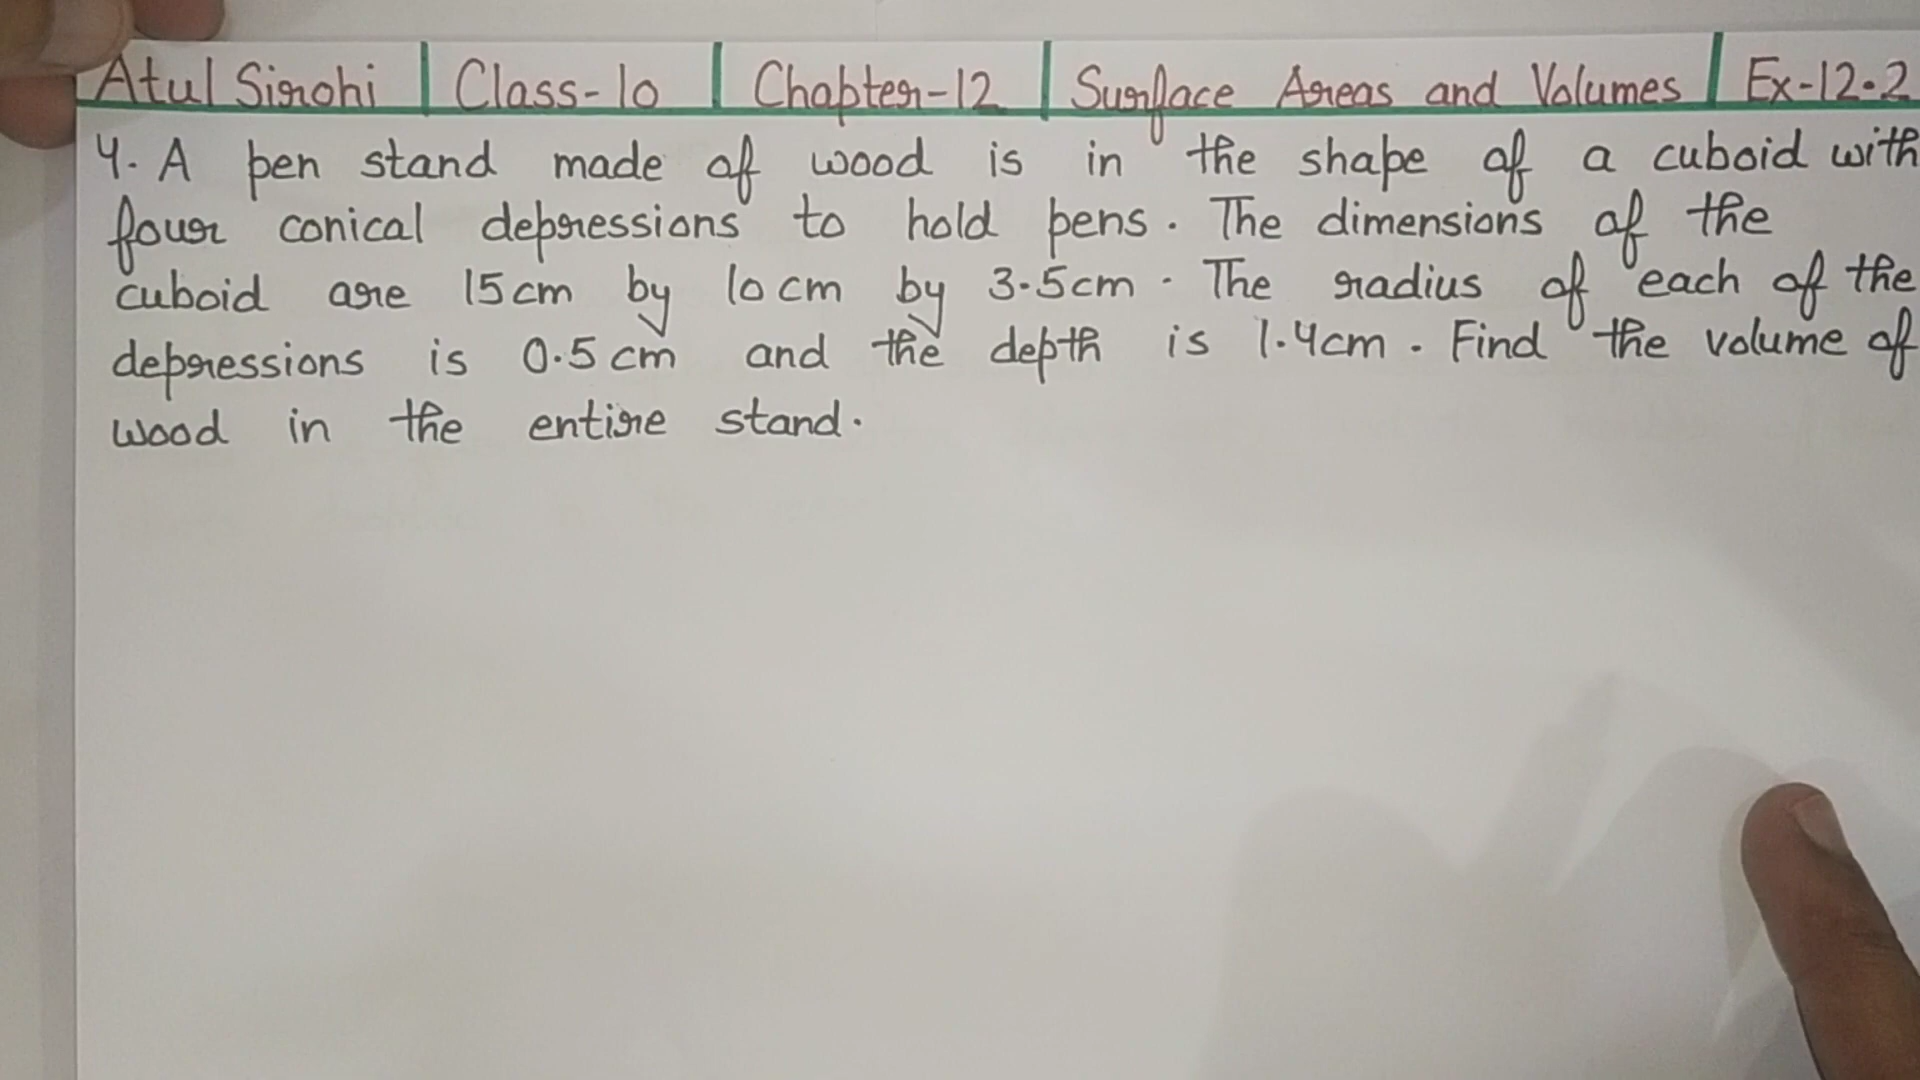 Atul Sirohi | Class-10 | Chapter-12 | Surface Areas and Volumes | Ex-12.2
4. A pen stand made of wood is in the shape of a cuboid with
four conical depressions to hold pens. The dimensions of the
cuboid are 15cm by 10cm by 3.5cm. The radius of each of the
depressions is 0.5cm and the depth is 1.4cm. Find the volume of
wood in the entire stand.